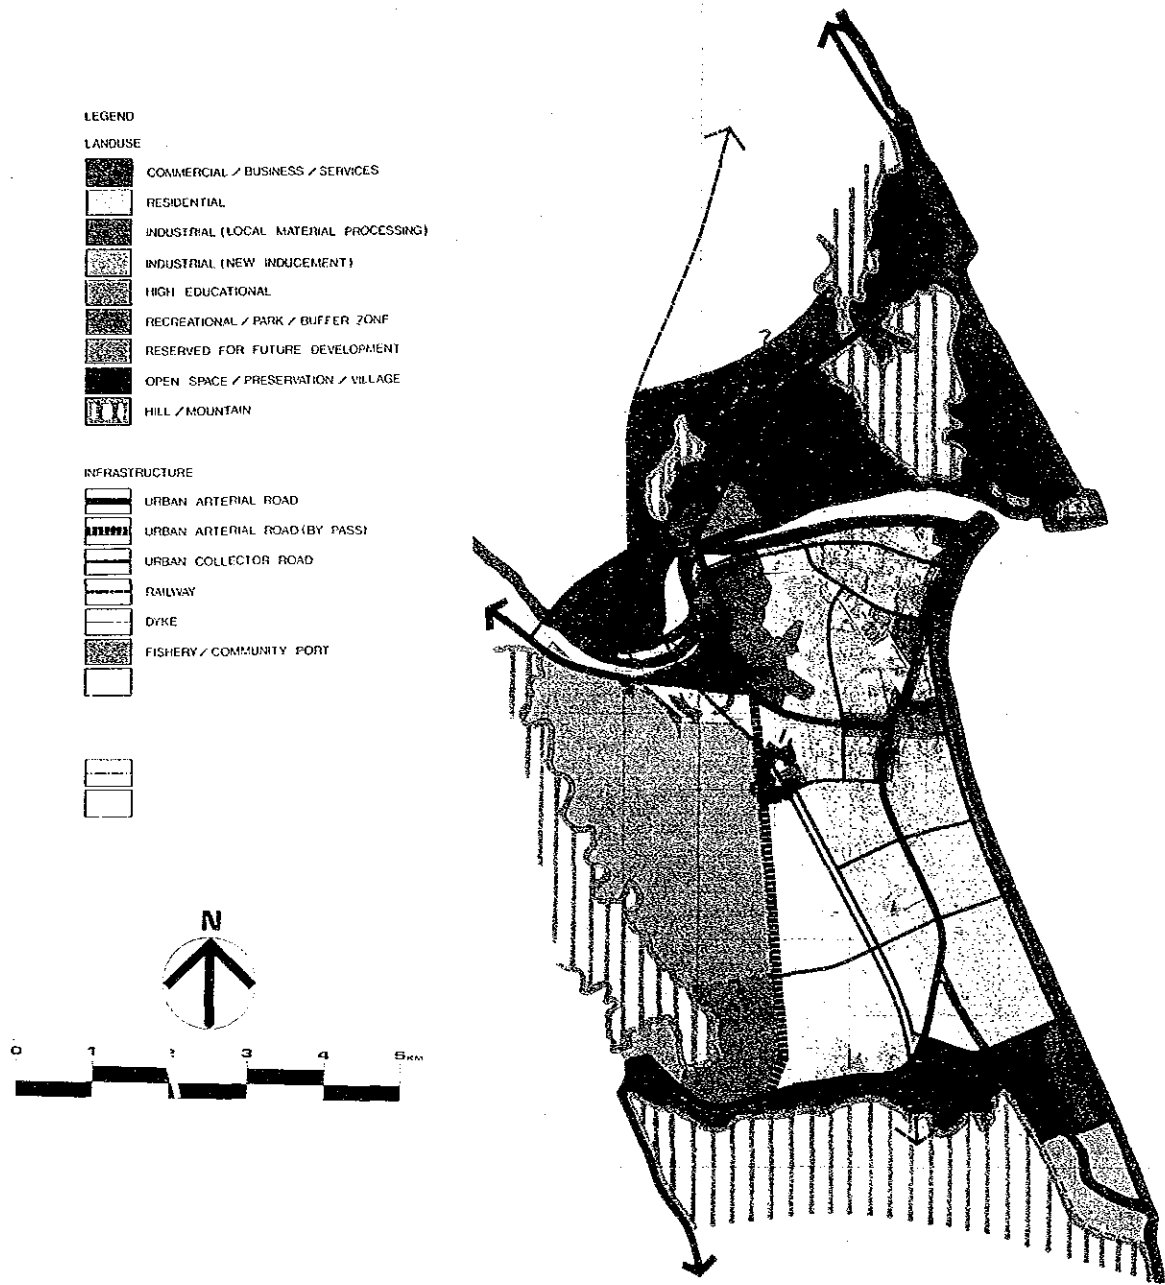 LEGEND
LANDUSE
COMMERCIAL / BUSINESS / SERVICES
RESIDENTIAL
INDUSTRIAL (LOCAL MATERIAL PROCESSING)
INDUSTRIAL (NEW INDUCEMENT)
HIGH EDUCATIONAL
RECREATIONAL / PARK / BUFFER ZONE
RESERVED FOR FUTURE DEVELOPMENT
OPEN SPACE / PRESERVATION / VILLAGE
HILL / MOUNTAIN
INFRASTRUCTURE
URBAN ARTERIAL ROAD
URBAN ARTERIAL ROAD (BY PASS)
URBAN COLLECTOR ROAD
RAILWAY
DYKE
FISHERY / COMMUNITY PORT
N
0 1 2 3 4 5KM